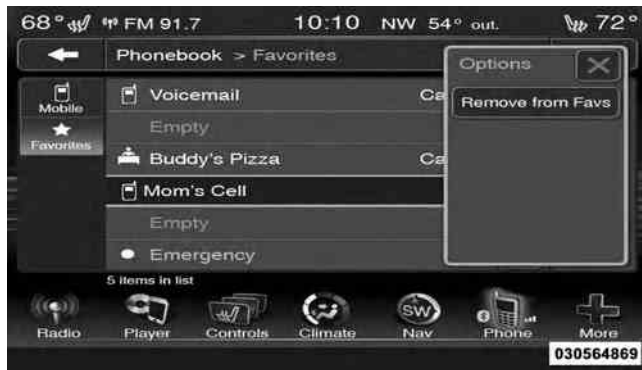 68° FM 91.7 10:10 NW 54° out. 72°
Phonebook > Favorites
Options
Mobile
Favorites
Voicemail Ca
Remove from Favs
Empty
Buddy's Pizza Ca
Mom's Cell
Empty
Emergency
5 items in list
SW
Radio Player Controls Climate Nav Phone More
030564869